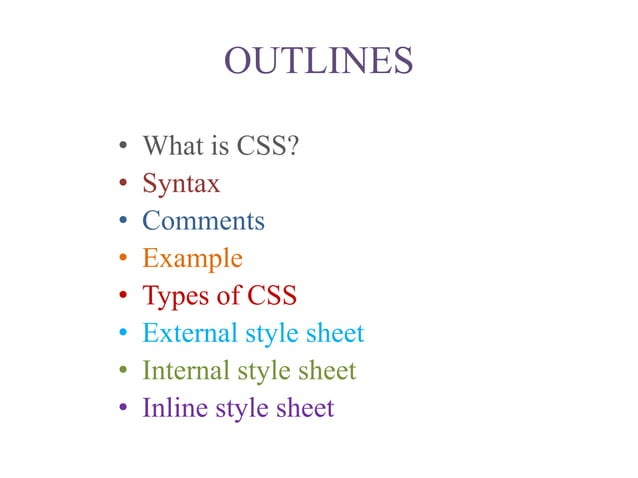 OUTLINES
• What is CSS?
• Syntax
• Comments
• Example
• Types of CSS
• External style sheet
• Internal style sheet
• Inline style sheet